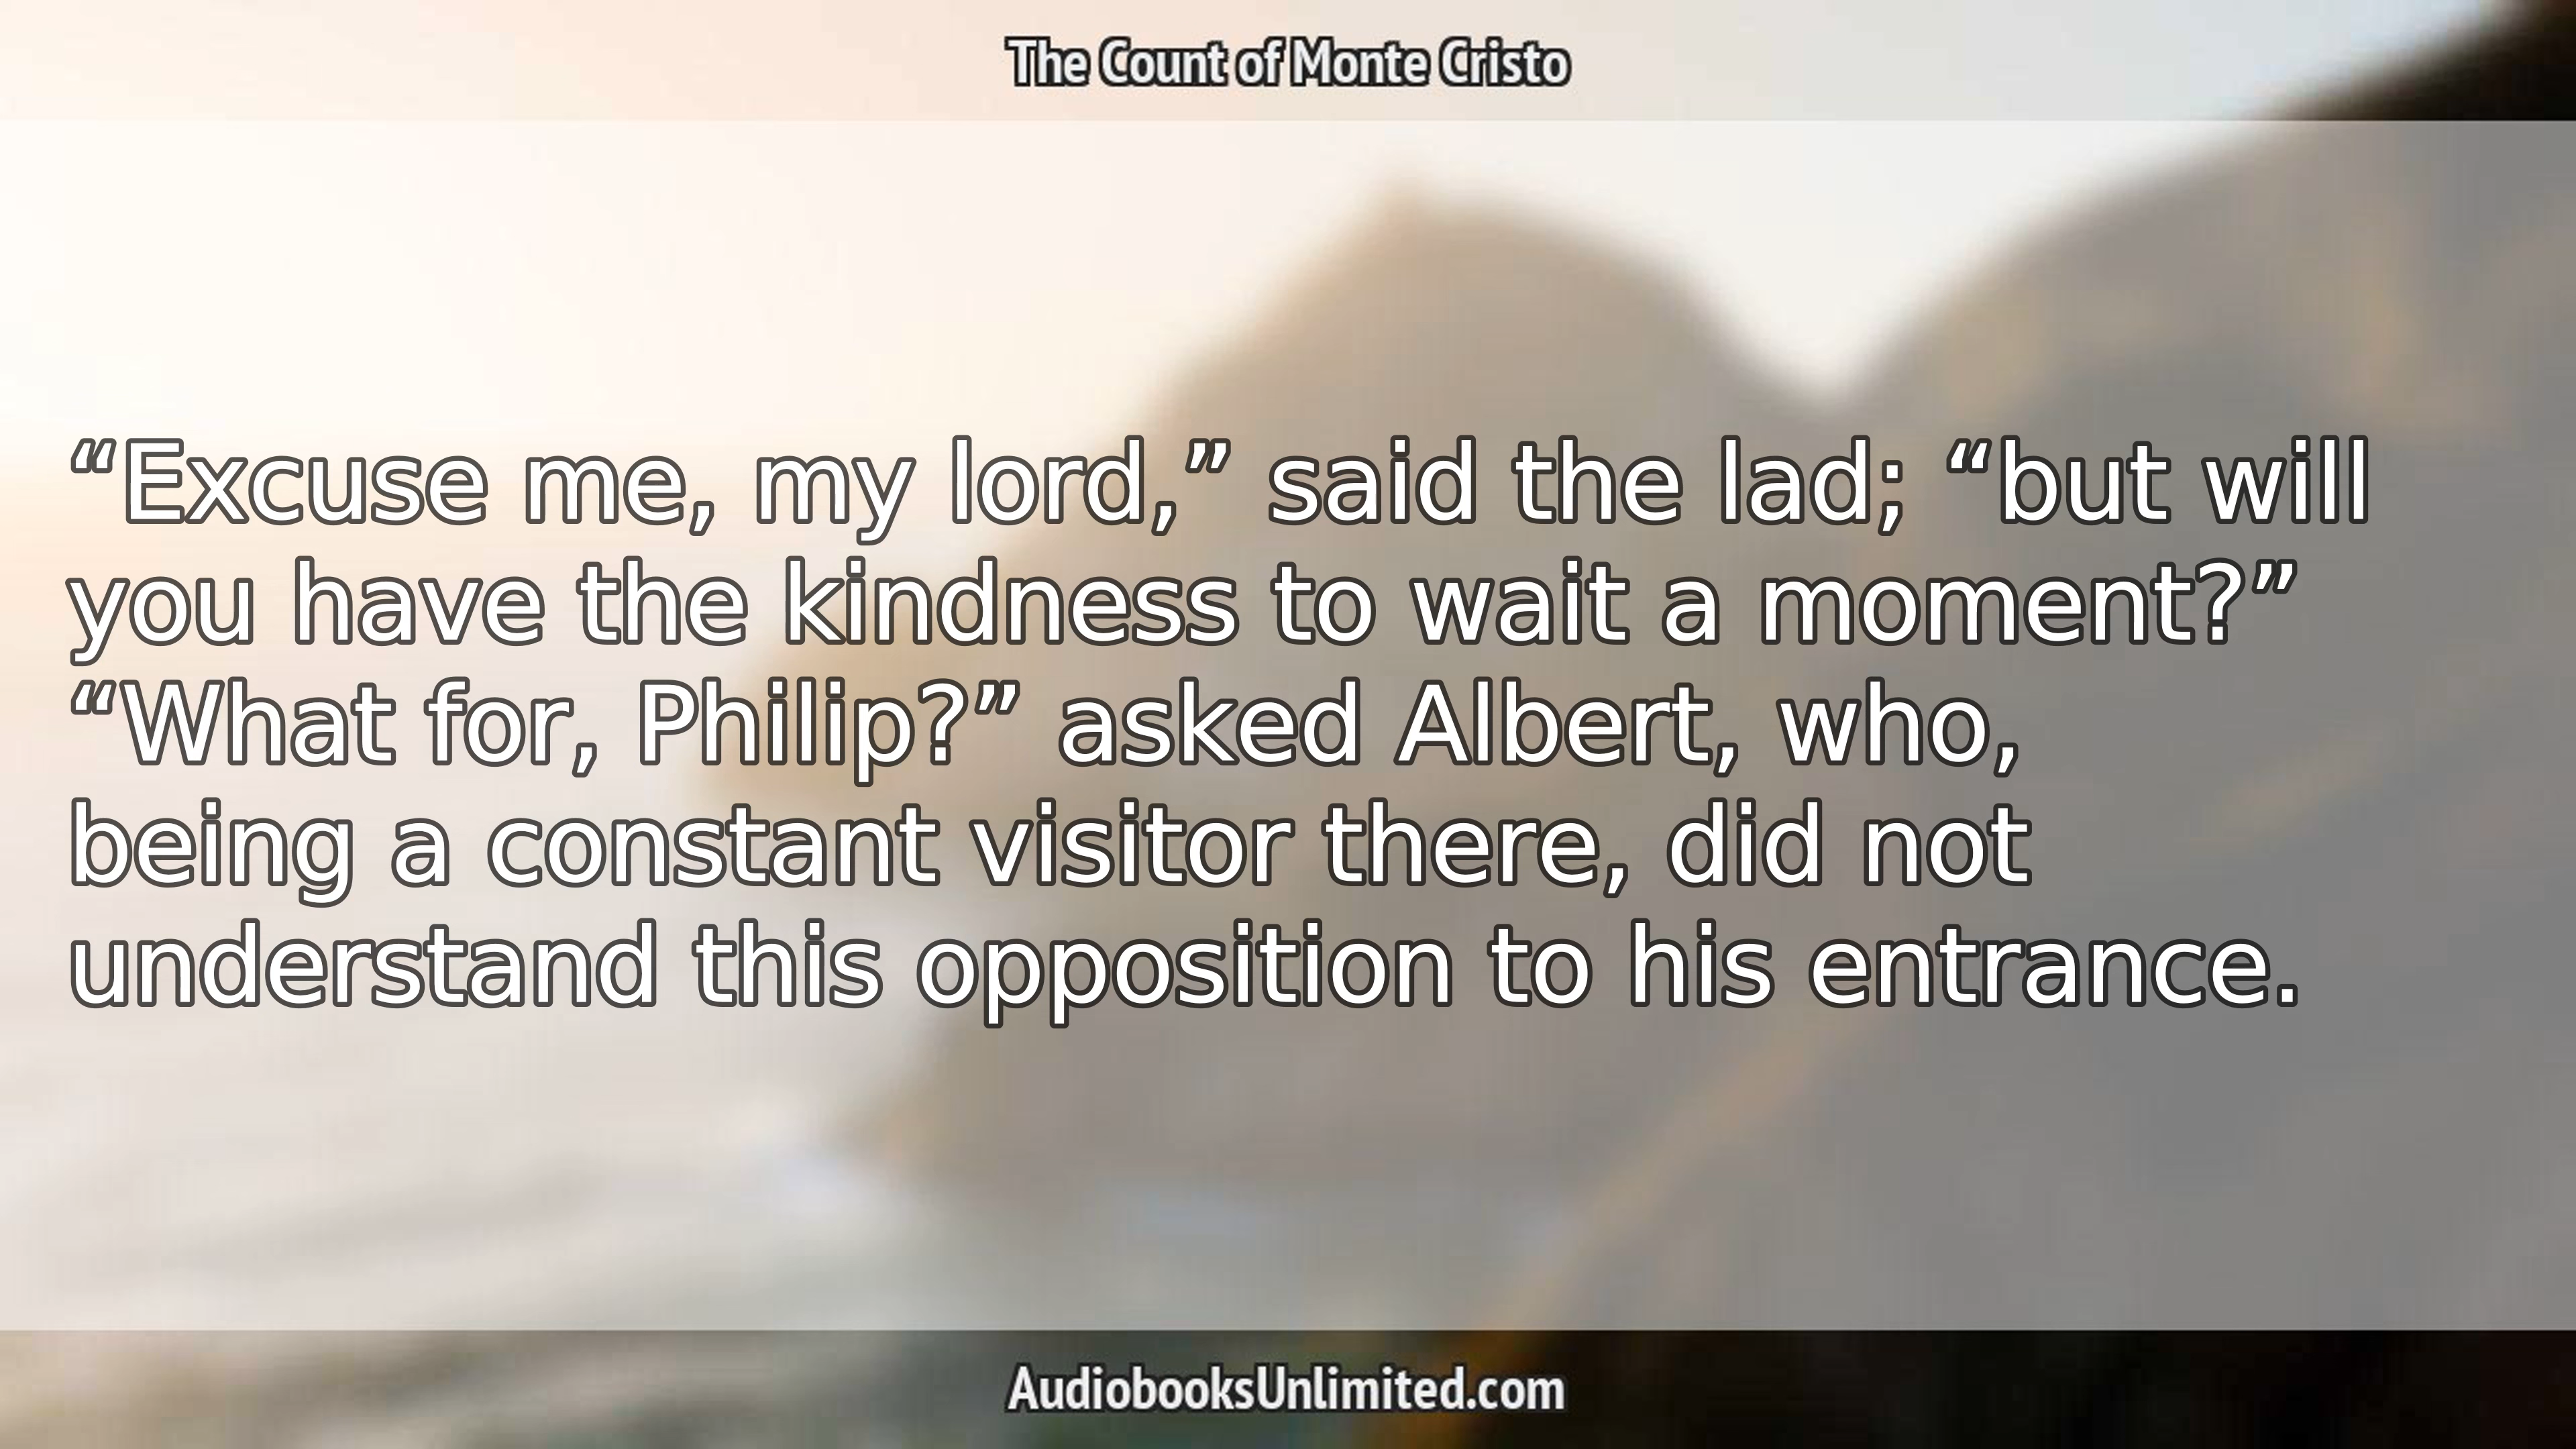 The Count of Monte Cristo
“Excuse me, my lord,” said the lad; “but will
you have the kindness to wait a moment?”
“What for, Philip?” asked Albert, who,
being a constant visitor there, did not
understand this opposition to his entrance.
AudiobooksUnlimited.com